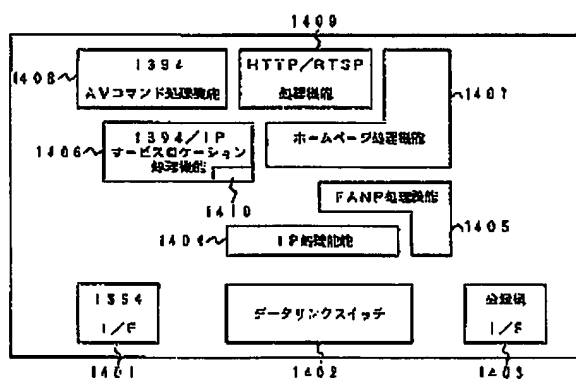 1409
1394
AVコマンド処理機能
1408
HTTP/RTSP
処理機能
1407
ホームページ処理機能
1394/IP
サービスロケーション
処理機能
1406
1410
FANP処理機能
1405
1404
IP処理機能
1394
I/F
データリンクスイッチ
公衆網
I/F
1401
1402
1403